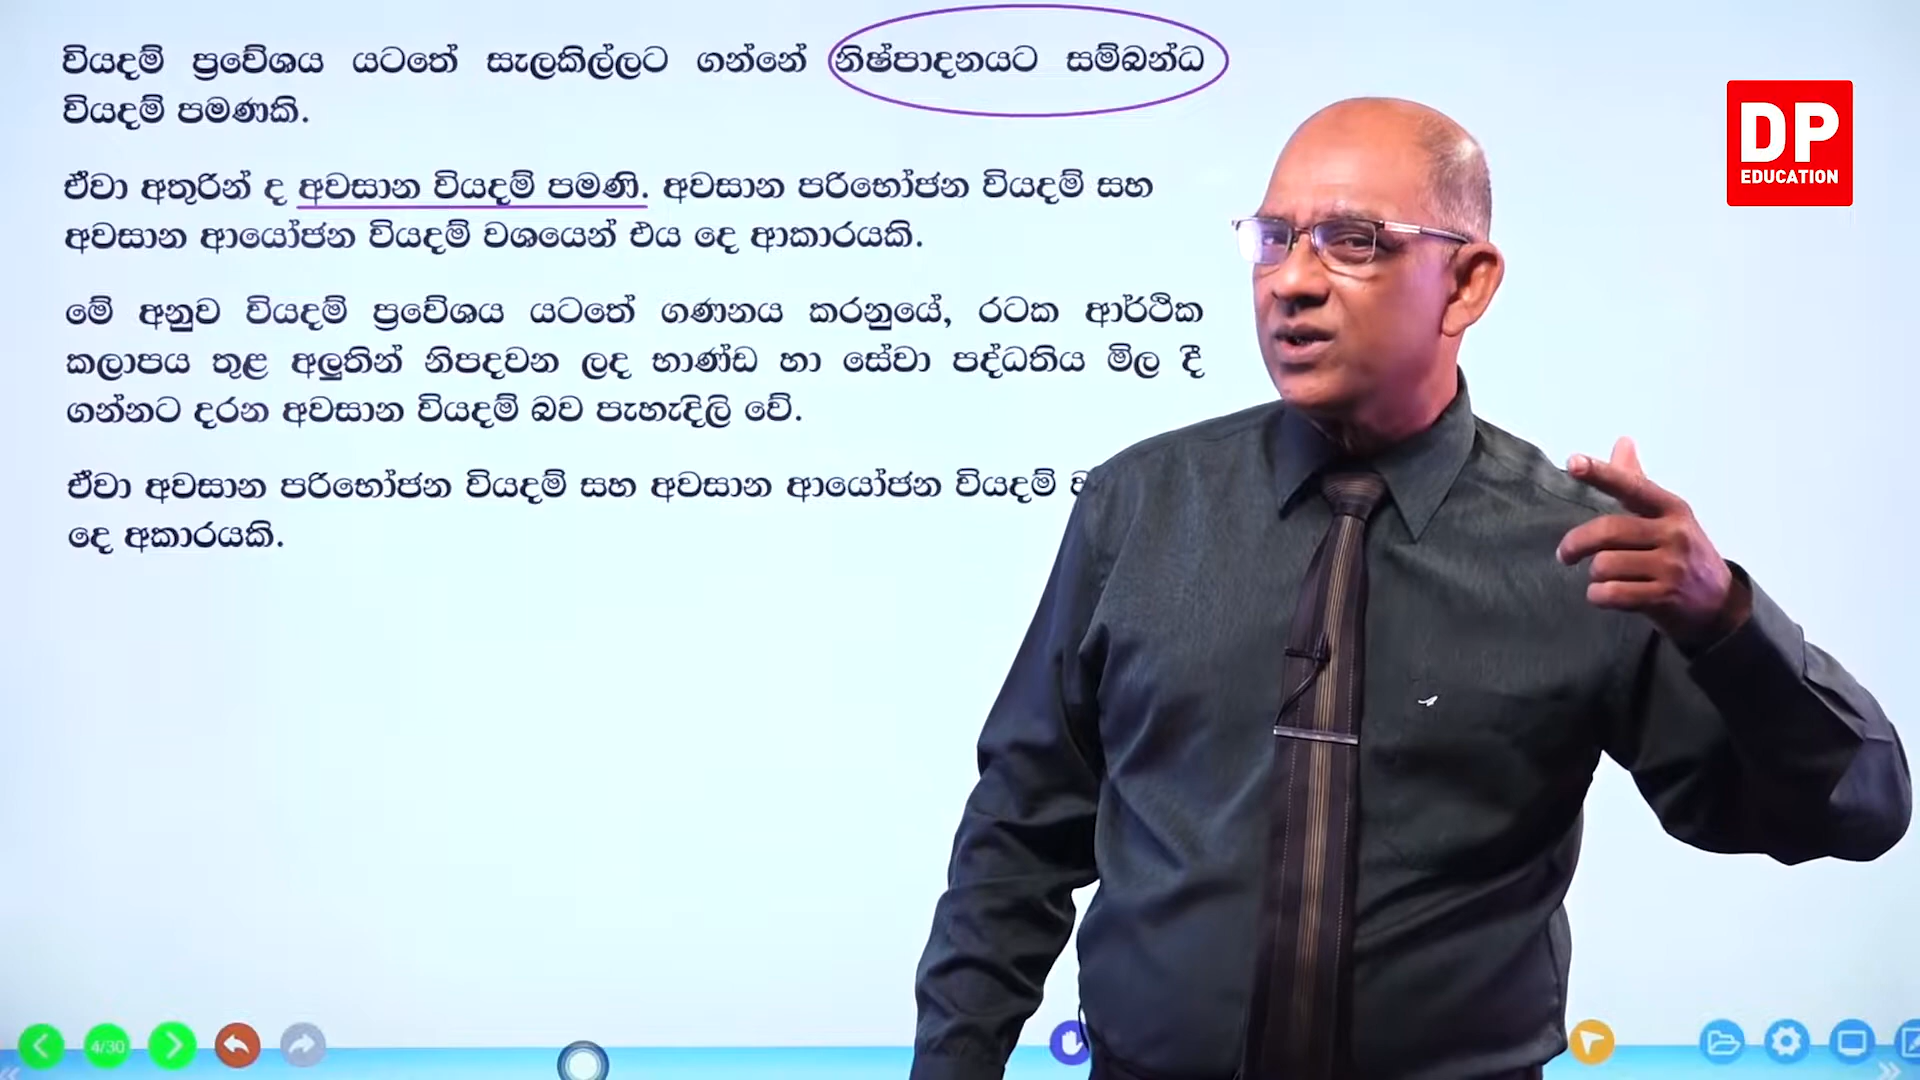 වියදම් ප්‍රවේශය යටතේ සැලකිල්ලට ගන්නේ නිෂ්පාදනයට සම්බන්ධ
වියදම් පමණකි.
ඒවා අතුරින් ද අවසාන වියදම් පමණි. අවසාන පරිභෝජන වියදම් සහ
අවසාන ආයෝජන වියදම් වශයෙන් එය දෙ ආකාරයකි.
මේ අනුව වියදම් ප්‍රවේශය යටතේ ගණනය කරනුයේ, රටක ආර්ථික
කලාපය තුළ අලුතින් නිපදවන ලද භාණ්ඩ හා සේවා පද්ධතිය මිල දී
ගන්නට දරන අවසාන වියදම් බව පැහැදිලි වේ.
ඒවා අවසාන පරිභෝජන වියදම් සහ අවසාන ආයෝජන වියදම්
දෙ අකාරයකි.
DP
EDUCATION
4/30